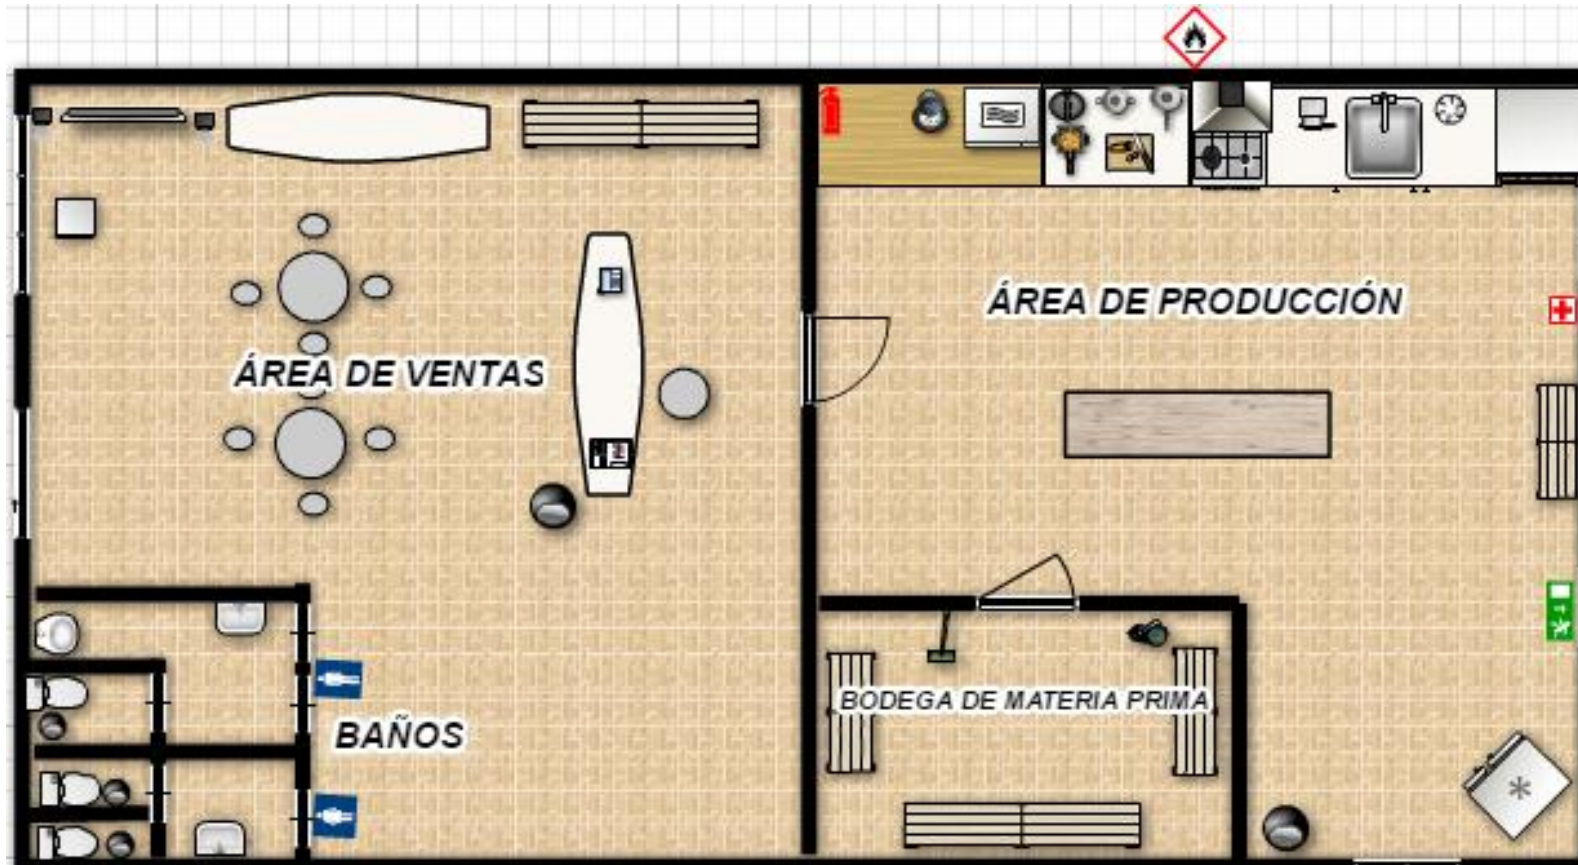 ÁREA DE PRODUCCIÓN
ÁREA DE VENTAS
BODEGA DE MATERIA PRIMA
BAÑOS